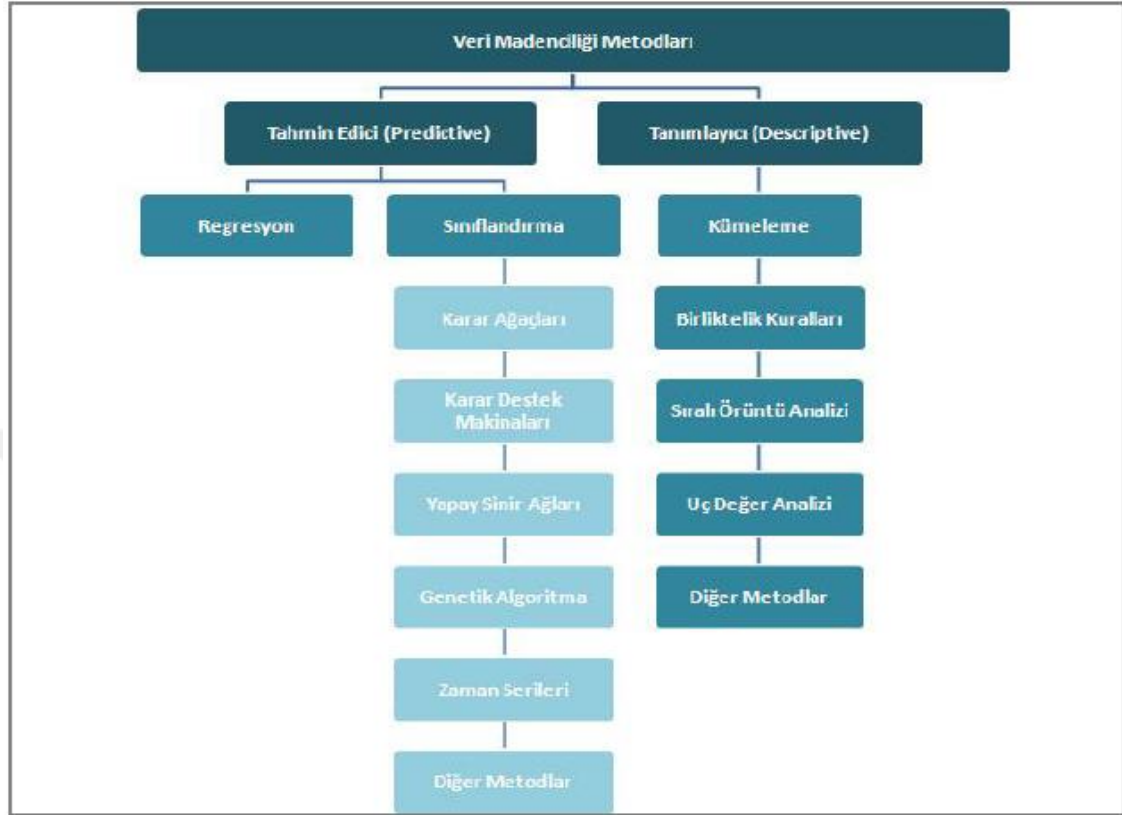 Veri Madenciliği Metodları
Tahmin Edici (Predictive)
Tanımlayıcı (Descriptive)
Regresyon
Sınıflandırma
Kümeleme
Karar Ağaçları
Birliktelik Kuralları
Karar Destek
Makinaları
Sıralı Örüntü Analizi
Yapay Sinir Ağları
Uç Değer Analizi
Genetik Algoritma
Diğer Metodlar
Zaman Serileri
Diğer Metodlar